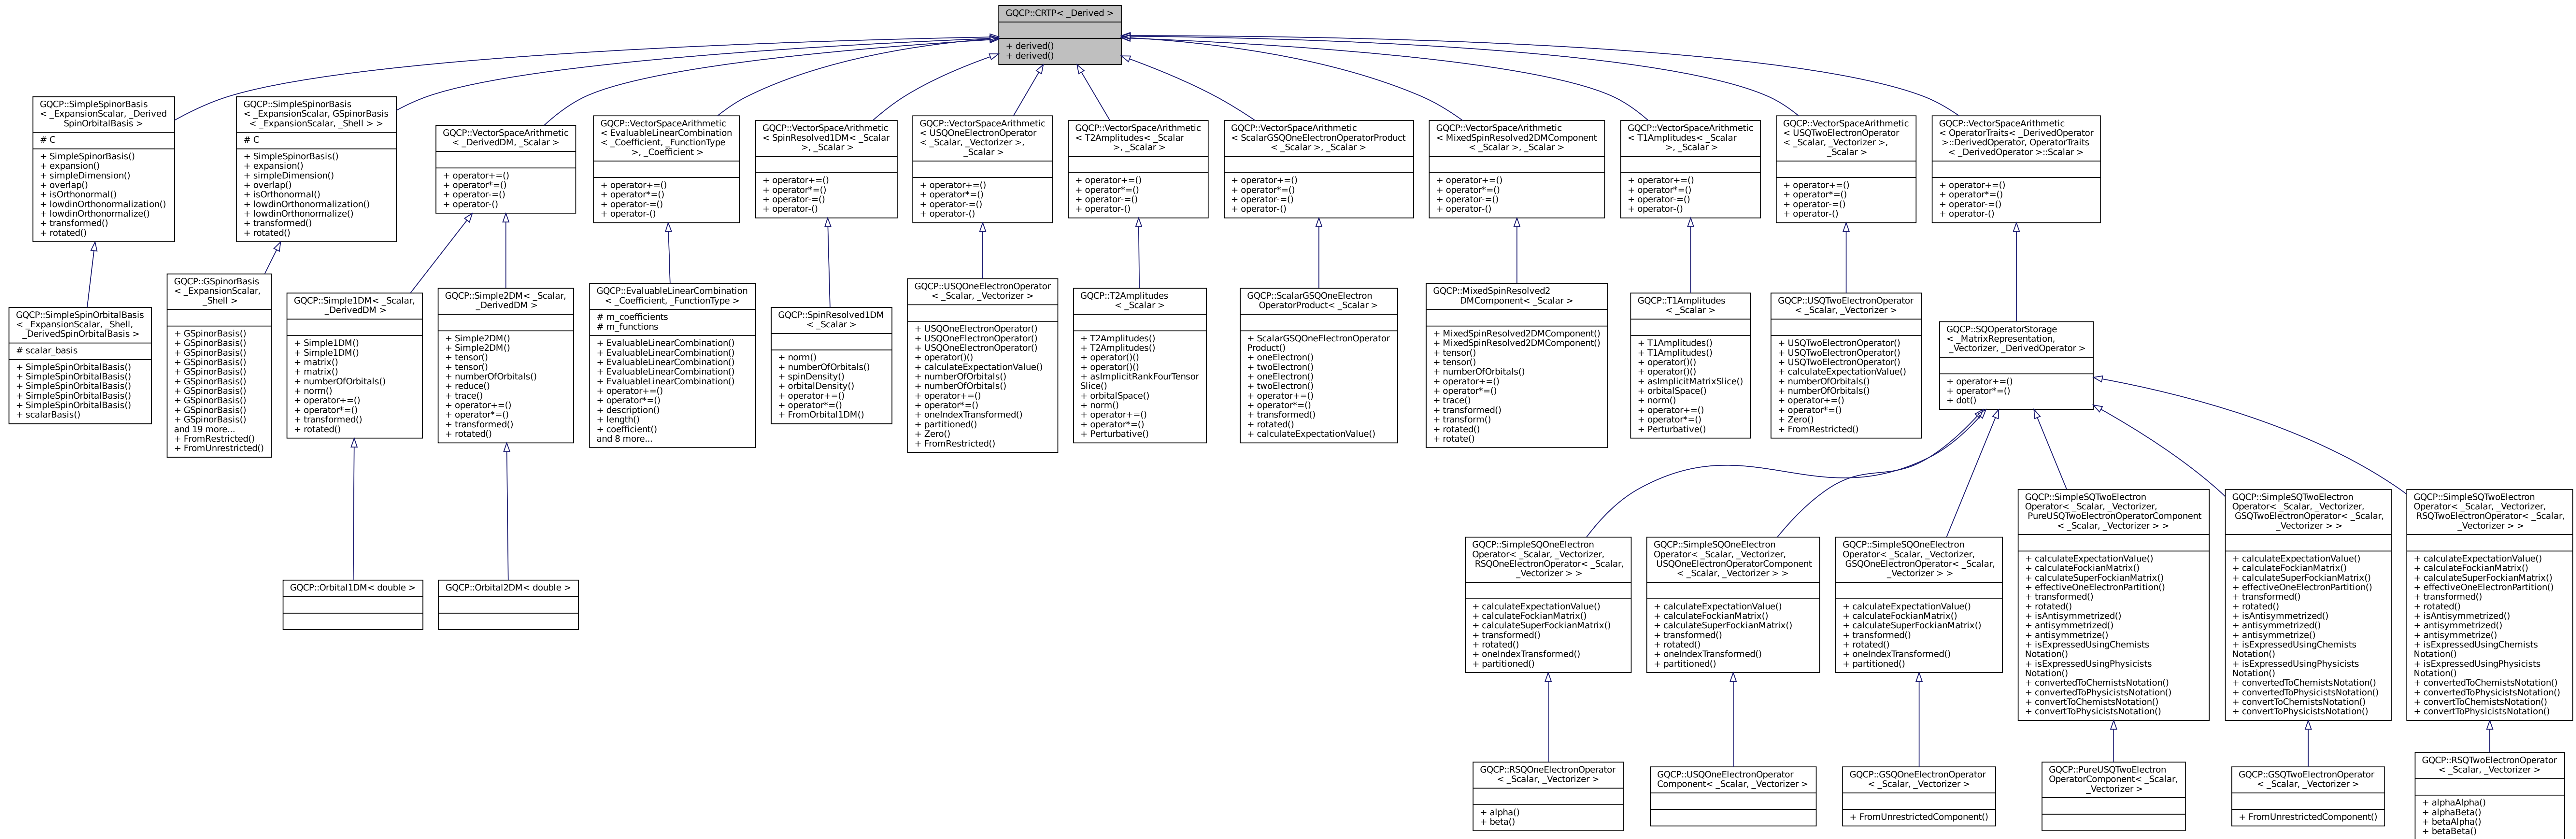 GQCP::CRTP< _Derived >
+ derived()
+ derived()
GQCP::SimpleSpinorBasis
< _ExpansionScalar, _Derived
SpinOrbitalBasis >
# C
+ SimpleSpinorBasis()
+ expansion()
+ simpleDimension()
+ overlap()
+ isOrthonormal()
+ lowdinOrthonormalization()
+ lowdinOrthonormalize()
+ transformed()
+ rotated()
GQCP::SimpleSpinorBasis
< _ExpansionScalar, GSpinorBasis
< _ExpansionScalar, _Shell > >
# C
+ SimpleSpinorBasis()
+ expansion()
+ simpleDimension()
+ overlap()
+ isOrthonormal()
+ lowdinOrthonormalization()
+ lowdinOrthonormalize()
+ transformed()
+ rotated()
GQCP::VectorSpaceArithmetic
< _DerivedDM, _Scalar >
+ operator+=()
+ operator*=()
+ operator-=()
+ operator-()
GQCP::VectorSpaceArithmetic
< EvaluableLinearCombination
< _Coefficient, _FunctionType
>, _Coefficient >
+ operator+=()
+ operator*=()
+ operator-=()
+ operator-()
GQCP::VectorSpaceArithmetic
< SpinResolved1DM< _Scalar
>, _Scalar >
+ operator+=()
+ operator*=()
+ operator-=()
+ operator-()
GQCP::VectorSpaceArithmetic
< USQOneElectronOperator
< _Scalar, _Vectorizer >,
_Scalar >
+ operator+=()
+ operator*=()
+ operator-=()
+ operator-()
GQCP::VectorSpaceArithmetic
< T2Amplitudes< _Scalar
>, _Scalar >
+ operator+=()
+ operator*=()
+ operator-=()
+ operator-()
GQCP::VectorSpaceArithmetic
< ScalarGSQOneElectronOperatorProduct
< _Scalar >, _Scalar >
+ operator+=()
+ operator*=()
+ operator-=()
+ operator-()
GQCP::VectorSpaceArithmetic
< MixedSpinResolved2DMComponent
< _Scalar >, _Scalar >
+ operator+=()
+ operator*=()
+ operator-=()
+ operator-()
GQCP::VectorSpaceArithmetic
< T1Amplitudes< _Scalar
>, _Scalar >
+ operator+=()
+ operator*=()
+ operator-=()
+ operator-()
GQCP::VectorSpaceArithmetic
< USQTwoElectronOperator
< _Scalar, _Vectorizer >,
_Scalar >
+ operator+=()
+ operator*=()
+ operator-=()
+ operator-()
GQCP::VectorSpaceArithmetic
< OperatorTraits< _DerivedOperator
>::DerivedOperator, OperatorTraits
< _DerivedOperator >::Scalar >
+ operator+=()
+ operator*=()
+ operator-=()
+ operator-()
GQCP::SimpleSpinOrbitalBasis
< _ExpansionScalar, _Shell,
_DerivedSpinOrbitalBasis >
# scalar_basis
+ SimpleSpinOrbitalBasis()
+ SimpleSpinOrbitalBasis()
+ SimpleSpinOrbitalBasis()
+ SimpleSpinOrbitalBasis()
+ SimpleSpinOrbitalBasis()
+ scalarBasis()
GQCP::GSpinorBasis
< _ExpansionScalar,
_Shell >
+ GSpinorBasis()
+ GSpinorBasis()
+ GSpinorBasis()
+ GSpinorBasis()
+ GSpinorBasis()
+ GSpinorBasis()
+ GSpinorBasis()
+ GSpinorBasis()
+ GSpinorBasis()
+ GSpinorBasis()
and 19 more...
+ FromRestricted()
+ FromUnrestricted()
GQCP::Simple1DM< _Scalar,
_DerivedDM >
+ Simple1DM()
+ Simple1DM()
+ matrix()
+ matrix()
+ numberOfOrbitals()
+ norm()
+ operator+=()
+ operator*=()
+ transformed()
+ rotated()
GQCP::Simple2DM< _Scalar,
_DerivedDM >
+ Simple2DM()
+ Simple2DM()
+ tensor()
+ tensor()
+ numberOfOrbitals()
+ reduce()
+ trace()
+ operator+=()
+ operator*=()
+ transformed()
+ rotated()
GQCP::EvaluableLinearCombination
< _Coefficient, _FunctionType >
# m_coefficients
# m_functions
+ EvaluableLinearCombination()
+ EvaluableLinearCombination()
+ EvaluableLinearCombination()
+ EvaluableLinearCombination()
+ EvaluableLinearCombination()
+ operator+=()
+ operator*=()
+ description()
+ length()
+ coefficient()
and 8 more...
GQCP::SpinResolved1DM
< _Scalar >
+ norm()
+ numberOfOrbitals()
+ spinDensity()
+ orbitalDensity()
+ operator+=()
+ operator*=()
+ FromOrbital1DM()
GQCP::USQOneElectronOperator
< _Scalar, _Vectorizer >
+ USQOneElectronOperator()
+ USQOneElectronOperator()
+ USQOneElectronOperator()
+ operator()()
+ calculateExpectationValue()
+ numberOfOrbitals()
+ numberOfOrbitals()
+ operator+=()
+ operator*=()
+ oneIndexTransformed()
+ partitioned()
+ Zero()
+ FromRestricted()
GQCP::T2Amplitudes
< _Scalar >
+ T2Amplitudes()
+ T2Amplitudes()
+ operator()()
+ operator()()
+ asImplicitRankFourTensor
Slice()
+ orbitalSpace()
+ norm()
+ operator+=()
+ operator*=()
+ Perturbative()
GQCP::ScalarGSQOneElectron
OperatorProduct< _Scalar >
+ ScalarGSQOneElectronOperator
Product()
+ oneElectron()
+ twoElectron()
+ oneElectron()
+ twoElectron()
+ operator+=()
+ operator*=()
+ transformed()
+ rotated()
+ calculateExpectationValue()
GQCP::MixedSpinResolved2
DMComponent< _Scalar >
+ MixedSpinResolved2DMComponent()
+ MixedSpinResolved2DMComponent()
+ tensor()
+ tensor()
+ numberOfOrbitals()
+ operator+=()
+ operator*=()
+ trace()
+ transformed()
+ transform()
+ rotated()
+ rotate()
GQCP::T1Amplitudes
< _Scalar >
+ T1Amplitudes()
+ T1Amplitudes()
+ operator()()
+ operator()()
+ asImplicitMatrixSlice()
+ orbitalSpace()
+ norm()
+ operator+=()
+ operator*=()
+ Perturbative()
GQCP::USQTwoElectronOperator
< _Scalar, _Vectorizer >
+ USQTwoElectronOperator()
+ USQTwoElectronOperator()
+ USQTwoElectronOperator()
+ calculateExpectationValue()
+ numberOfOrbitals()
+ numberOfOrbitals()
+ operator+=()
+ operator*=()
+ Zero()
+ FromRestricted()
GQCP::SQOperatorStorage
< _MatrixRepresentation,
_Vectorizer, _DerivedOperator >
+ operator+=()
+ operator*=()
+ dot()
GQCP::Orbital1DM< double >
GQCP::Orbital2DM< double >
GQCP::SimpleSQOneElectron
Operator< _Scalar, _Vectorizer,
RSQOneElectronOperator< _Scalar,
_Vectorizer > >
+ calculateExpectationValue()
+ calculateFockianMatrix()
+ calculateSuperFockianMatrix()
+ transformed()
+ rotated()
+ oneIndexTransformed()
+ partitioned()
GQCP::SimpleSQOneElectron
Operator< _Scalar, _Vectorizer,
USQOneElectronOperatorComponent
< _Scalar, _Vectorizer > >
+ calculateExpectationValue()
+ calculateFockianMatrix()
+ calculateSuperFockianMatrix()
+ transformed()
+ rotated()
+ oneIndexTransformed()
+ partitioned()
GQCP::SimpleSQOneElectron
Operator< _Scalar, _Vectorizer,
GSQOneElectronOperator< _Scalar,
_Vectorizer > >
+ calculateExpectationValue()
+ calculateFockianMatrix()
+ calculateSuperFockianMatrix()
+ transformed()
+ rotated()
+ oneIndexTransformed()
+ partitioned()
GQCP::SimpleSQTwoElectron
Operator< _Scalar, _Vectorizer,
PureUSQTwoElectronOperatorComponent
< _Scalar, _Vectorizer > >
+ calculateExpectationValue()
+ calculateFockianMatrix()
+ calculateSuperFockianMatrix()
+ effectiveOneElectronPartition()
+ transformed()
+ rotated()
+ isAntisymmetrized()
+ antisymmetrized()
+ antisymmetrize()
+ isExpressedUsingChemists
Notation()
+ isExpressedUsingPhysicists
Notation()
+ convertedToChemistsNotation()
+ convertedToPhysicistsNotation()
+ convertToChemistsNotation()
+ convertToPhysicistsNotation()
GQCP::SimpleSQTwoElectron
Operator< _Scalar, _Vectorizer,
GSQTwoElectronOperator< _Scalar,
_Vectorizer > >
+ calculateExpectationValue()
+ calculateFockianMatrix()
+ calculateSuperFockianMatrix()
+ effectiveOneElectronPartition()
+ transformed()
+ rotated()
+ isAntisymmetrized()
+ antisymmetrized()
+ antisymmetrize()
+ isExpressedUsingChemists
Notation()
+ isExpressedUsingPhysicists
Notation()
+ convertedToChemistsNotation()
+ convertedToPhysicistsNotation()
+ convertToChemistsNotation()
+ convertToPhysicistsNotation()
GQCP::SimpleSQTwoElectron
Operator< _Scalar, _Vectorizer,
RSQTwoElectronOperator< _Scalar,
_Vectorizer > >
+ calculateExpectationValue()
+ calculateFockianMatrix()
+ calculateSuperFockianMatrix()
+ effectiveOneElectronPartition()
+ transformed()
+ rotated()
+ isAntisymmetrized()
+ antisymmetrized()
+ antisymmetrize()
+ isExpressedUsingChemists
Notation()
+ isExpressedUsingPhysicists
Notation()
+ convertedToChemistsNotation()
+ convertedToPhysicistsNotation()
+ convertToChemistsNotation()
+ convertToPhysicistsNotation()
GQCP::RSQOneElectronOperator
< _Scalar, _Vectorizer >
+ alpha()
+ beta()
GQCP::USQOneElectronOperator
Component< _Scalar, _Vectorizer >
GQCP::GSQOneElectronOperator
< _Scalar, _Vectorizer >
+ FromUnrestrictedComponent()
GQCP::PureUSQTwoElectron
OperatorComponent< _Scalar,
_Vectorizer >
GQCP::GSQTwoElectronOperator
< _Scalar, _Vectorizer >
+ FromUnrestrictedComponent()
GQCP::RSQTwoElectronOperator
< _Scalar, _Vectorizer >
+ alphaAlpha()
+ alphaBeta()
+ betaAlpha()
+ betaBeta()